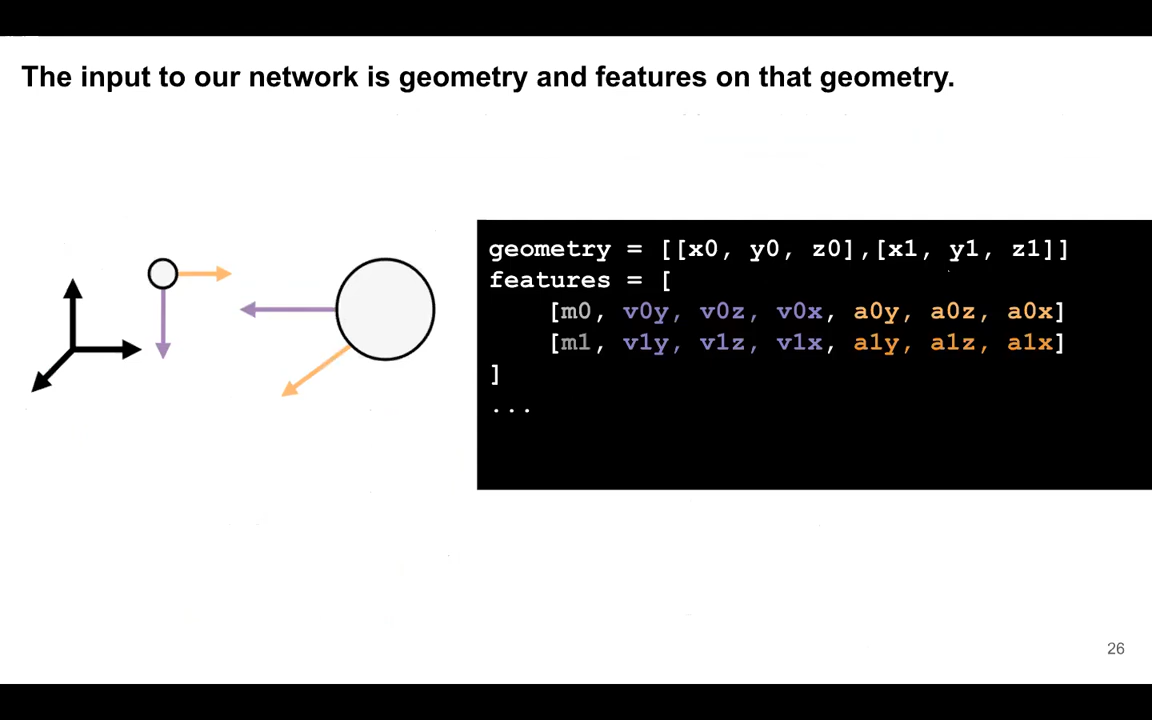 The input to our network is geometry and features on that geometry.
geometry = [[x0, y0, z0],[x1, y1, z1]]
features = [
[m0, v0y, v0z, v0x, a0y, a0z, a0x]
[m1, v1y, v1z, v1x, a1y, a1z, a1x]
]
...
26